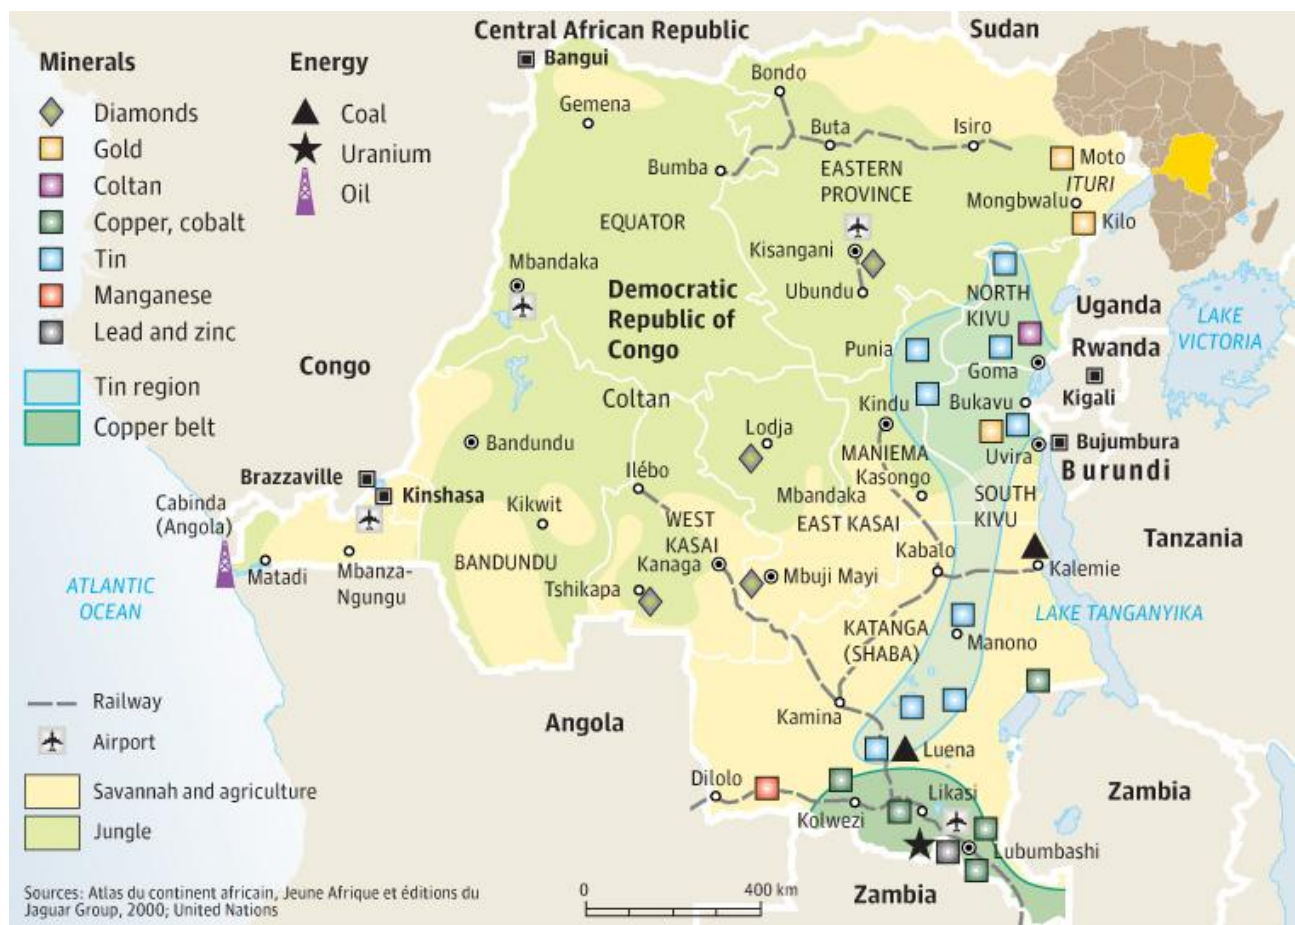 Central African Republic
Sudan
Minerals
Diamonds
Gold
Coltan
Copper, cobalt
Tin
Manganese
Lead and zinc
Tin region
Copper belt
Energy
Coal
Uranium
Oil
Bangui
Gemena
Bondo
Buta
Isiro
Bumba
EASTERN
PROVINCE
Moto
ITURI
Mongbwalu
Kilo
EQUATOR
Mbandaka
Kisangani
Ubundu
Democratic
Republic of
Congo
NORTH
KIVU
Uganda
LAKE
VICTORIA
Congo
Punia
Goma
Rwanda
Kigali
Coltan
Kindu
Bukavu
Bandundu
Lodja
MANIEMA
Uvira
Bujumbura
Burundi
Brazzaville
Kinshasa
Ilébo
Kasongo
Mbandaka
Cabinda
(Angola)
Kikwit
WEST
KASAI
EAST KASAI
SOUTH
KIVU
Tanzania
Matadi
Mbanza-
Ngungu
BANDUNDU
Kanaga
Tshikapa
Mbuji Mayi
Kabalo
Kalemie
ATLANTIC
OCEAN
LAKE TANGANYIKA
KATANGA
(SHABA)
Manono
Angola
Kamina
Luena
Railway
Airport
Savannah and agriculture
Jungle
Dilolo
Kolwezi
Likasi
Zambia
Lubumbashi
Zambia
0 400 km
Sources: Atlas du continent africain, Jeune Afrique et éditions du
Jaguar Group, 2000; United Nations